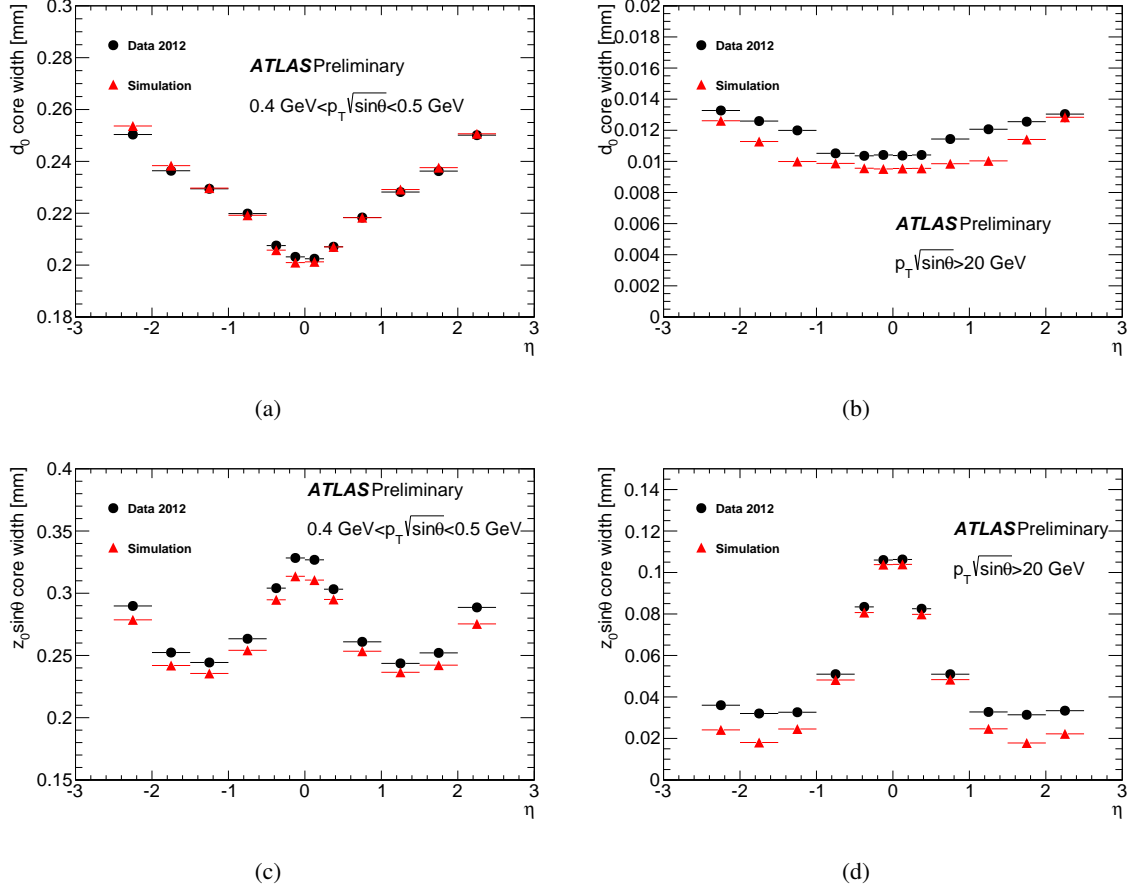 d₀ core width [mm]
0.3
0.28
0.26
0.24
0.22
0.2
0.18
Data 2012
Simulation
ATLAS Preliminary
0.4 GeV<p_T√sinθ<0.5 GeV
-3 -2 -1 0 1 2 3
η
(a)
d₀ core width [mm]
0.02
0.018
0.016
0.014
0.012
0.01
0.008
0.006
0.004
0.002
0
Data 2012
Simulation
ATLAS Preliminary
p_T√sinθ>20 GeV
-3 -2 -1 0 1 2 3
η
(b)
z₀sinθ core width [mm]
0.4
0.35
0.3
0.25
0.2
0.15
Data 2012
Simulation
ATLAS Preliminary
0.4 GeV<p_T√sinθ<0.5 GeV
-3 -2 -1 0 1 2 3
η
(c)
z₀sinθ core width [mm]
0.14
0.12
0.1
0.08
0.06
0.04
0.02
0
Data 2012
Simulation
ATLAS Preliminary
p_T√sinθ>20 GeV
-3 -2 -1 0 1 2 3
η
(d)